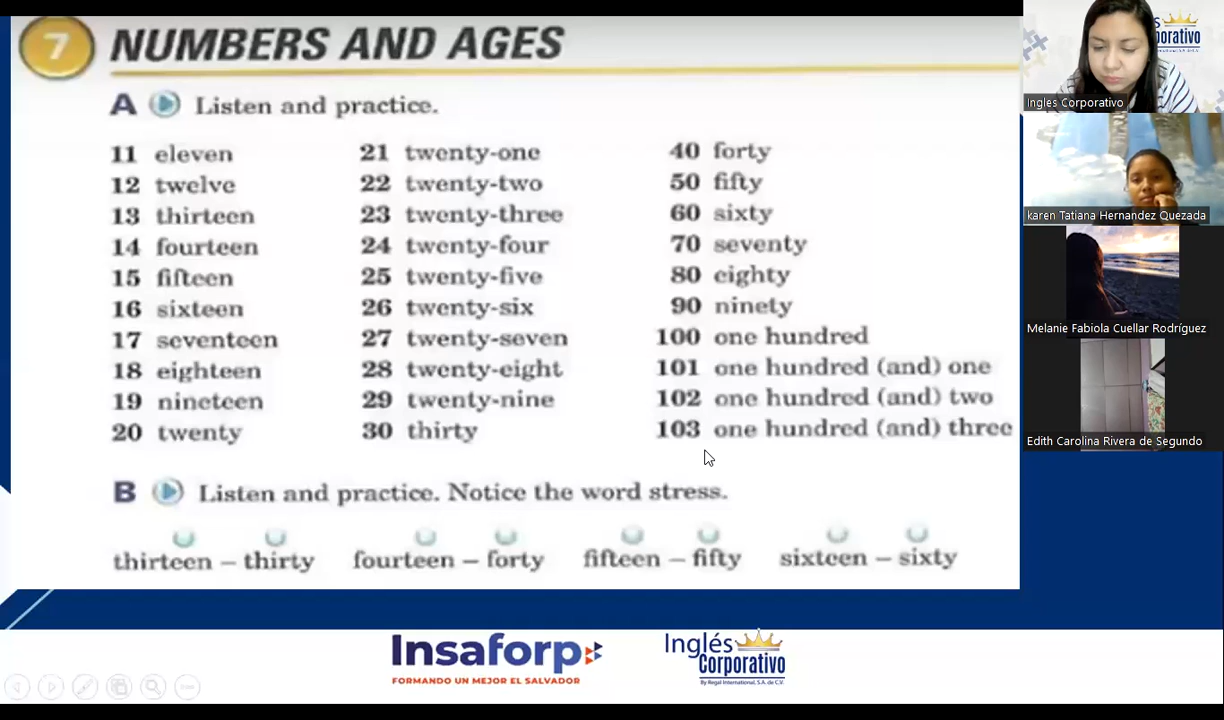 7 NUMBERS AND AGES
A Listen and practice.
11 eleven
12 twelve
13 thirteen
14 fourteen
15 fifteen
16 sixteen
17 seventeen
18 eighteen
19 nineteen
20 twenty
21 twenty-one
22 twenty-two
23 twenty-three
24 twenty-four
25 twenty-five
26 twenty-six
27 twenty-seven
28 twenty-eight
29 twenty-nine
30 thirty
40 forty
50 fifty
60 sixty
70 seventy
80 eighty
90 ninety
100 one hundred
101 one hundred (and) one
102 one hundred (and) two
103 one hundred (and) three
B Listen and practice. Notice the word stress.
thirteen – thirty fourteen – forty fifteen – fifty sixteen – sixty
Insaforp
FORMANDO UN MEJOR EL SALVADOR
Inglés
Corporativo
By Regal International, S.A. de C.V.
Ingles Corporativo
karen Tatiana Hernandez Quezada
Melanie Fabiola Cuellar Rodríguez
Edith Carolina Rivera de Segundo